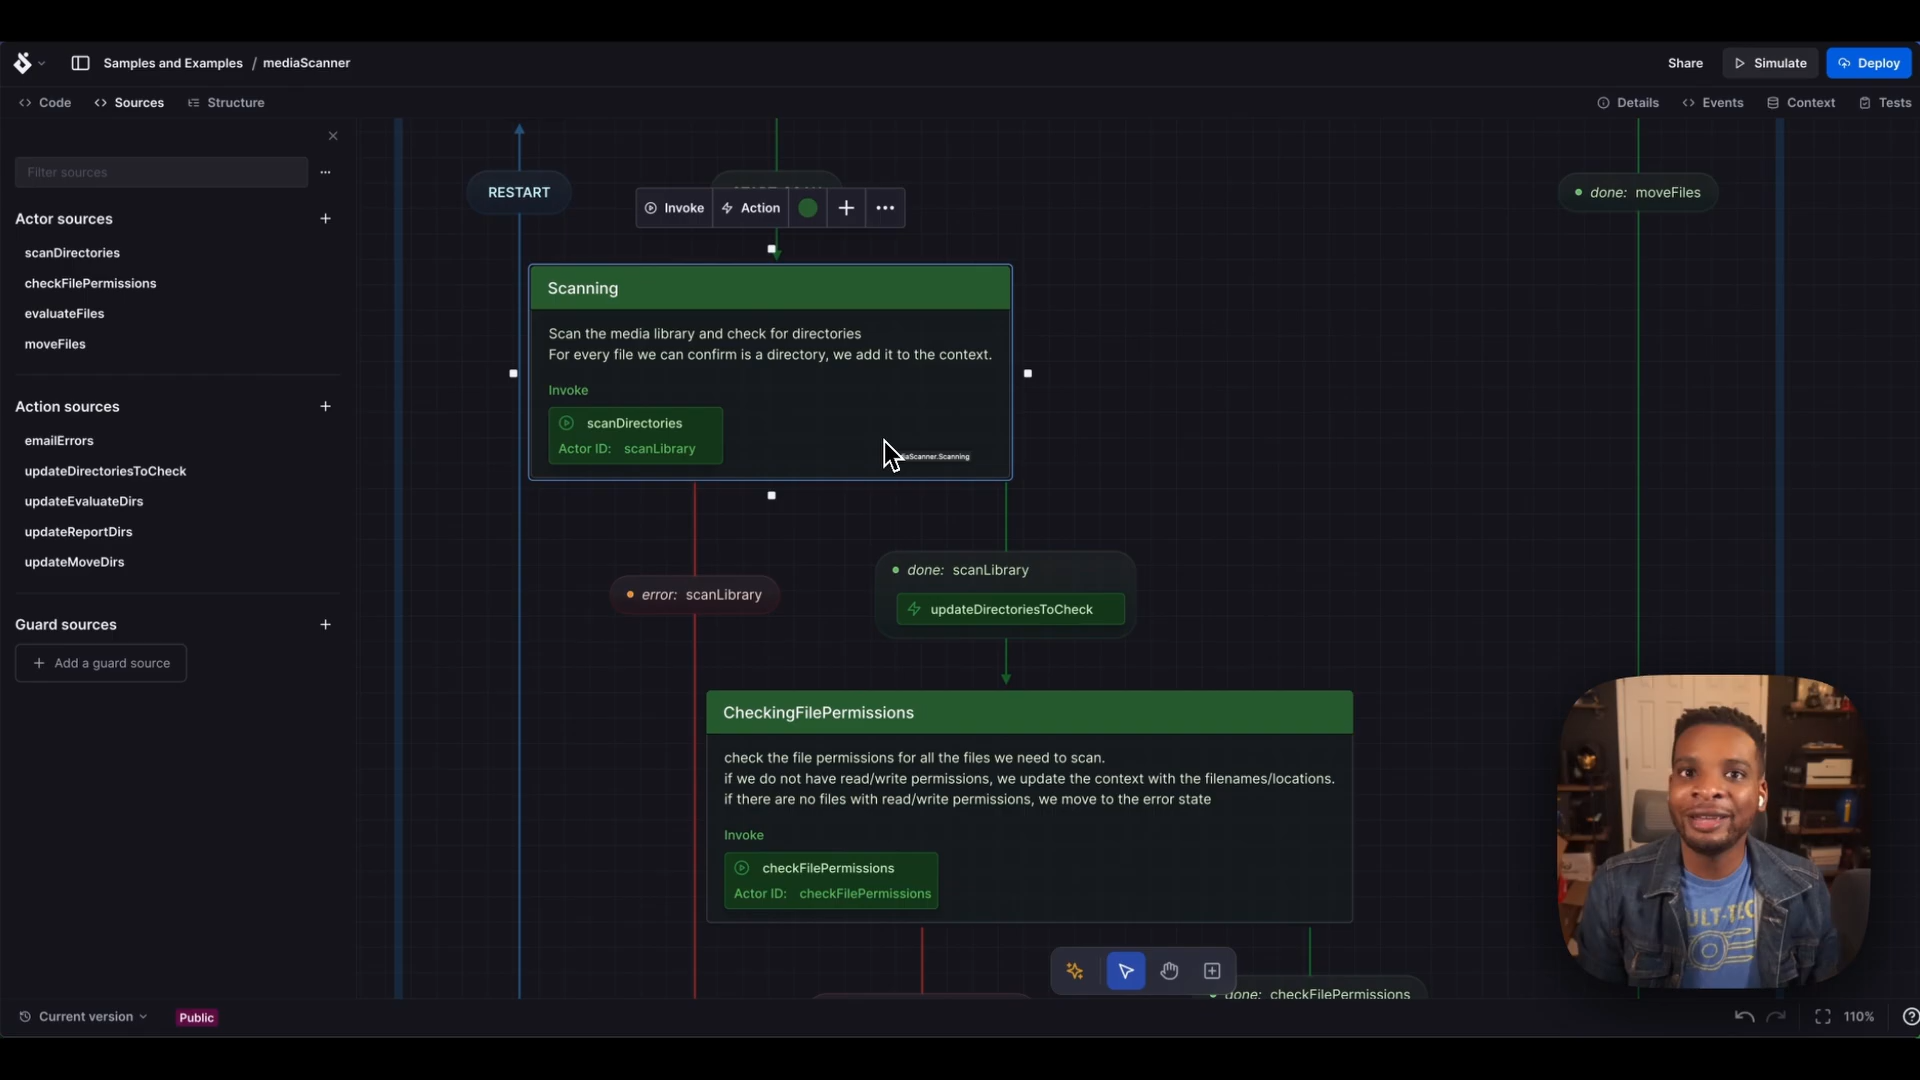 Samples and Examples / mediaScanner
Share
Simulate
Deploy
Code
Sources
Structure
Details
Events
Context
Tests
Filter sources
Actor sources
scanDirectories
checkFilePermissions
evaluateFiles
moveFiles
Action sources
emailErrors
updateDirectoriesToCheck
updateEvaluateDirs
updateReportDirs
updateMoveDirs
Guard sources
Add a guard source
RESTART
Invoke
Action
done: moveFiles
Scanning
Scan the media library and check for directories
For every file we can confirm is a directory, we add it to the context.
Invoke
scanDirectories
Actor ID: scanLibrary
error: scanLibrary
done: scanLibrary
updateDirectoriesToCheck
CheckingFilePermissions
check the file permissions for all the files we need to scan.
if we do not have read/write permissions, we update the context with the filenames/locations.
if there are no files with read/write permissions, we move to the error state
Invoke
checkFilePermissions
Actor ID: checkFilePermissions
done: checkFilePermissions
Current version
Public
110%